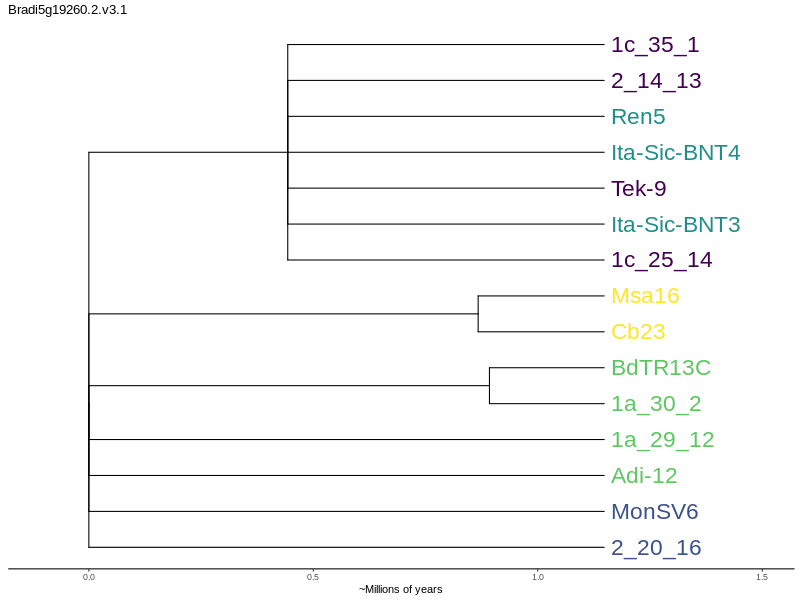 Bradi5g19260.2.v3.1
1c_35_1
2_14_13
Ren5
Ita-Sic-BNT4
Tek-9
Ita-Sic-BNT3
1c_25_14
Msa16
Cb23
BdTR13C
1a_30_2
1a_29_12
Adi-12
MonSV6
2_20_16
0.0 0.5 1.0 1.5
~Millions of years